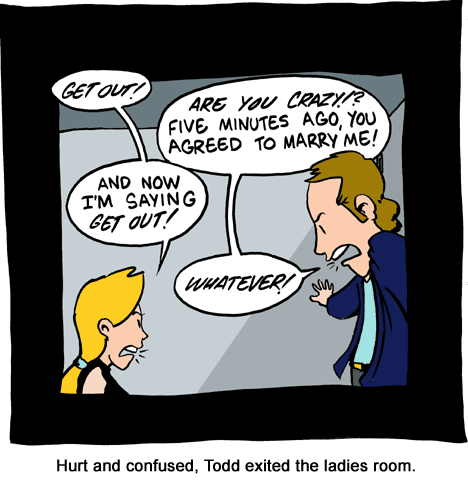 GET OUT!
ARE YOU CRAZY!?
FIVE MINUTES AGO, YOU
AGREED TO MARRY ME!
AND NOW
I'M SAYING
GET OUT!
WHATEVER!
Hurt and confused, Todd exited the ladies room.